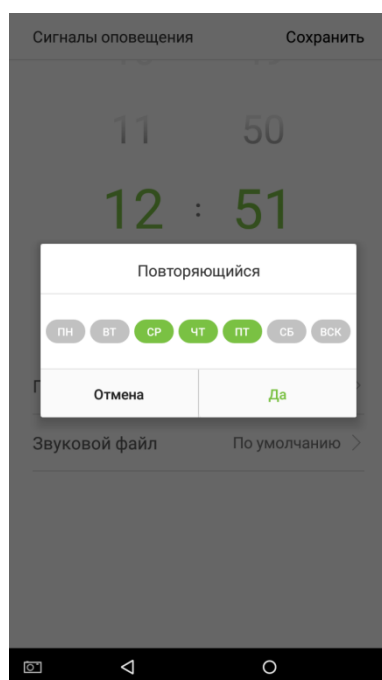 Сигналы оповещения Сохранить
11 50
12 : 51
Повторяющийся
ПН ВТ СР ЧТ ПТ СБ ВСК
Отмена Да
Звуковой файл По умолчанию